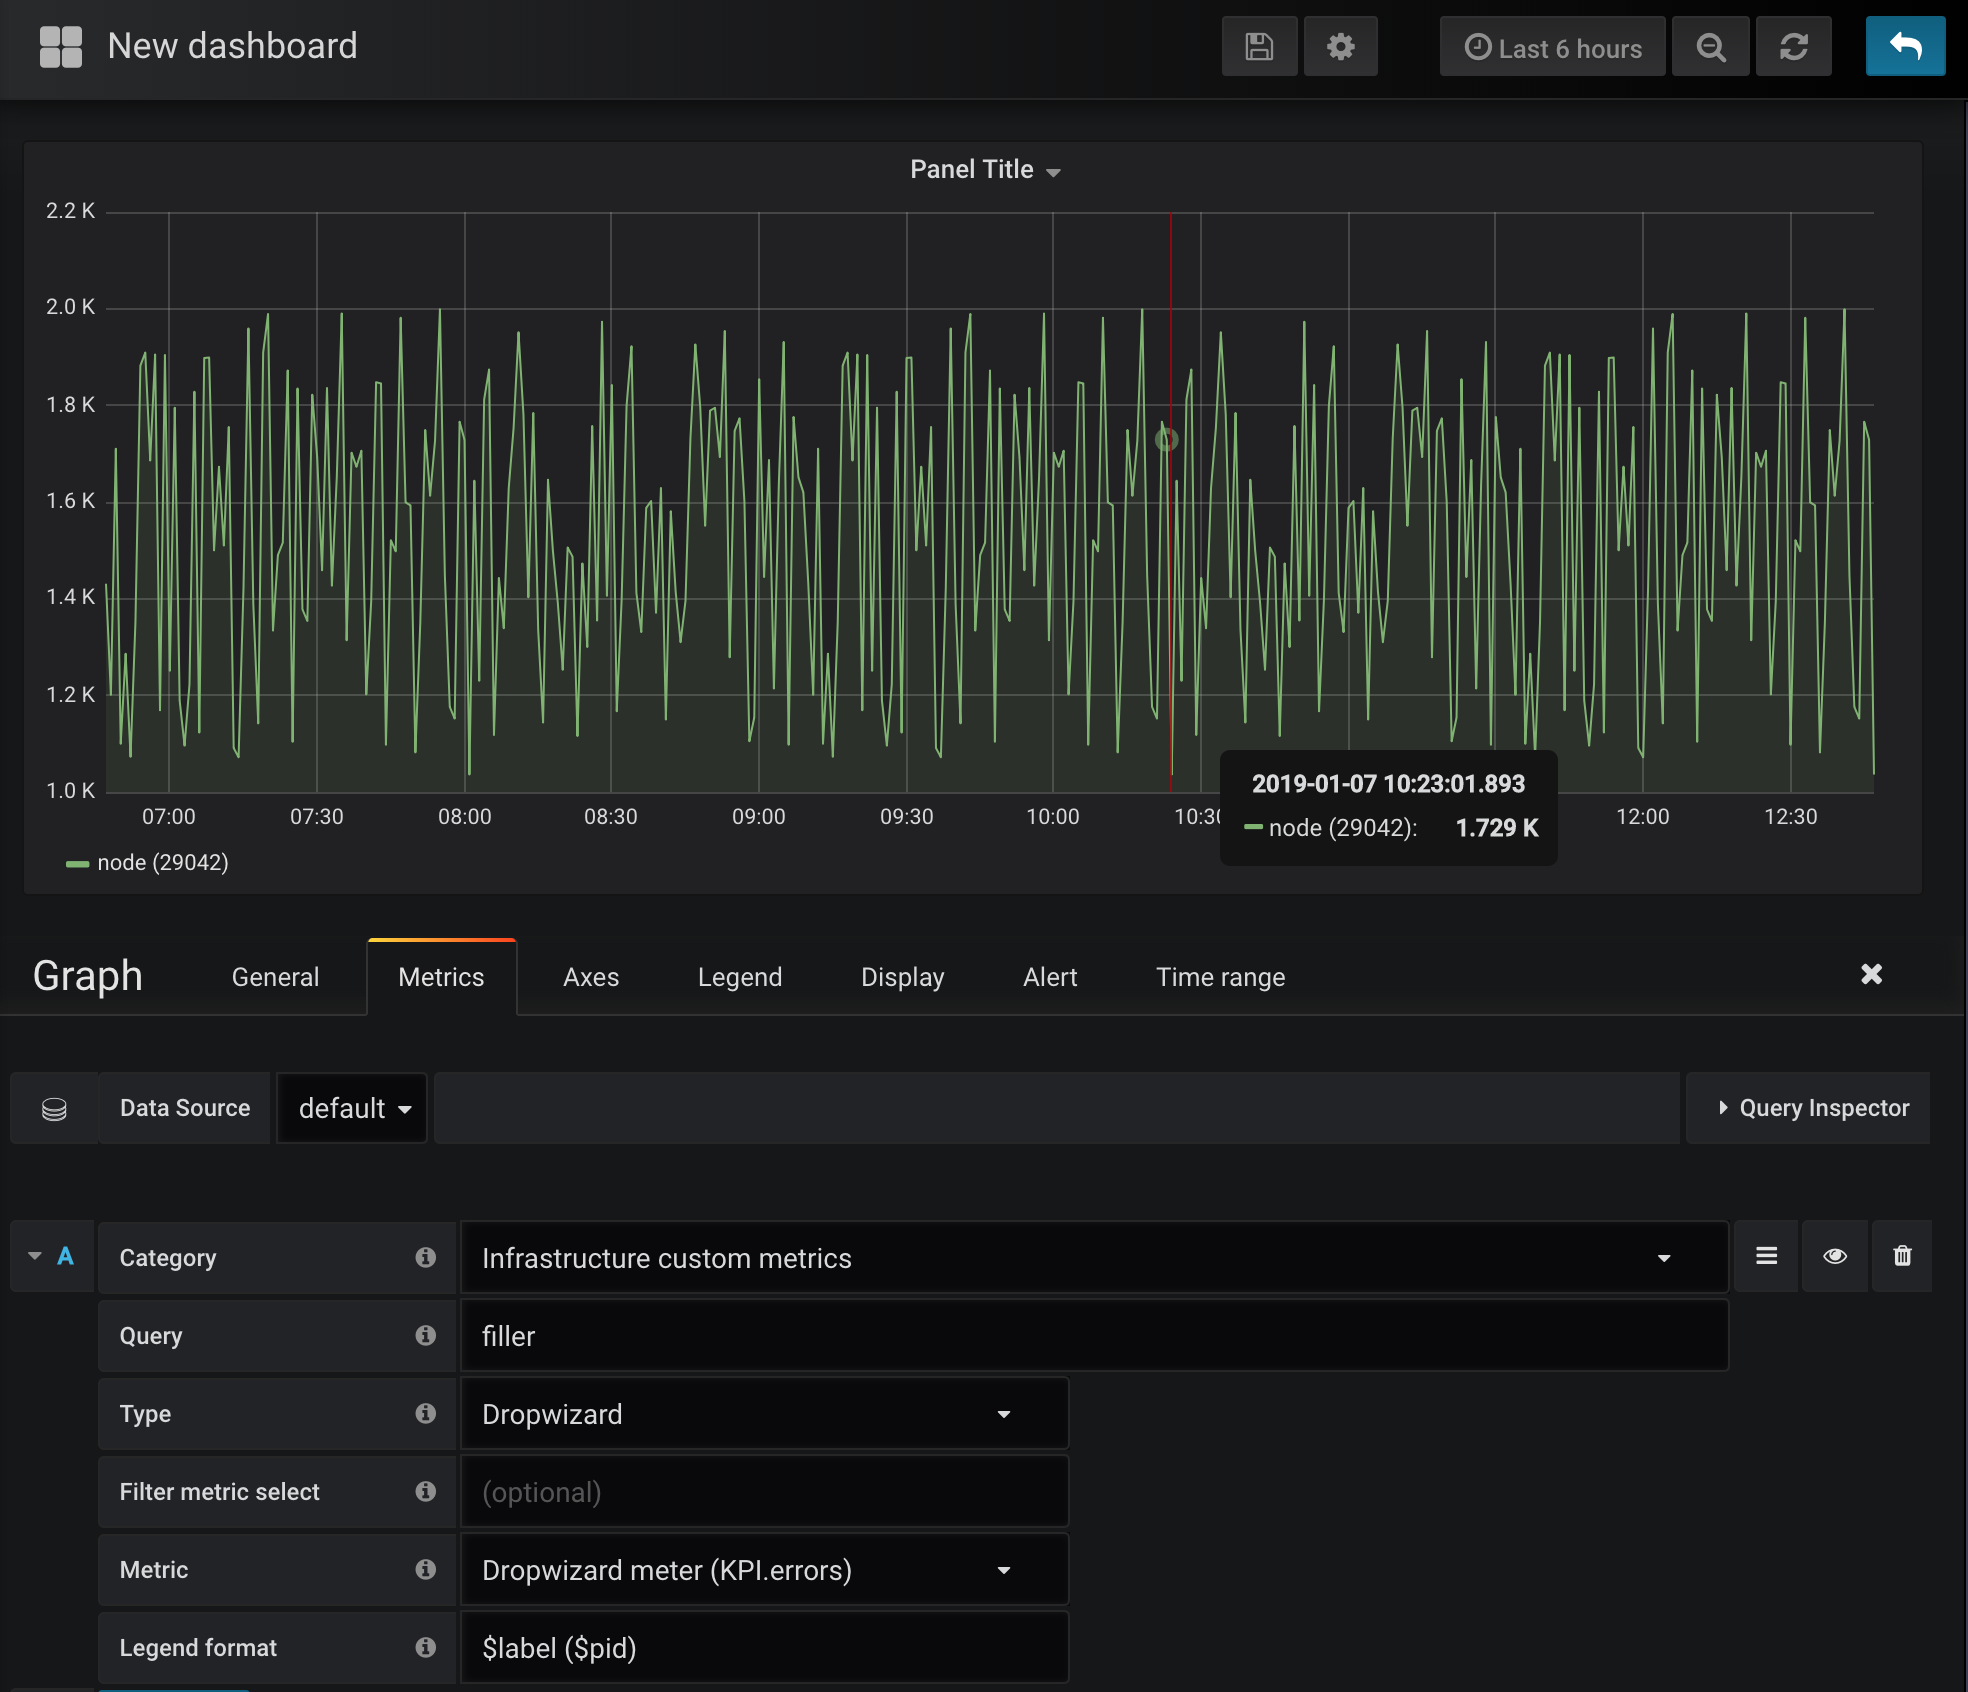 New dashboard
Last 6 hours
Panel Title
2.2 K
2.0 K
1.8 K
1.6 K
1.4 K
1.2 K
1.0 K
07:00 07:30 08:00 08:30 09:00 09:30 10:00 10:30 12:00 12:30
2019-01-07 10:23:01.893
node (29042): 1.729 K
node (29042)
Graph General Metrics Axes Legend Display Alert Time range
Data Source default Query Inspector
A Category Infrastructure custom metrics
Query filler
Type Dropwizard
Filter metric select (optional)
Metric Dropwizard meter (KPI.errors)
Legend format $label ($pid)